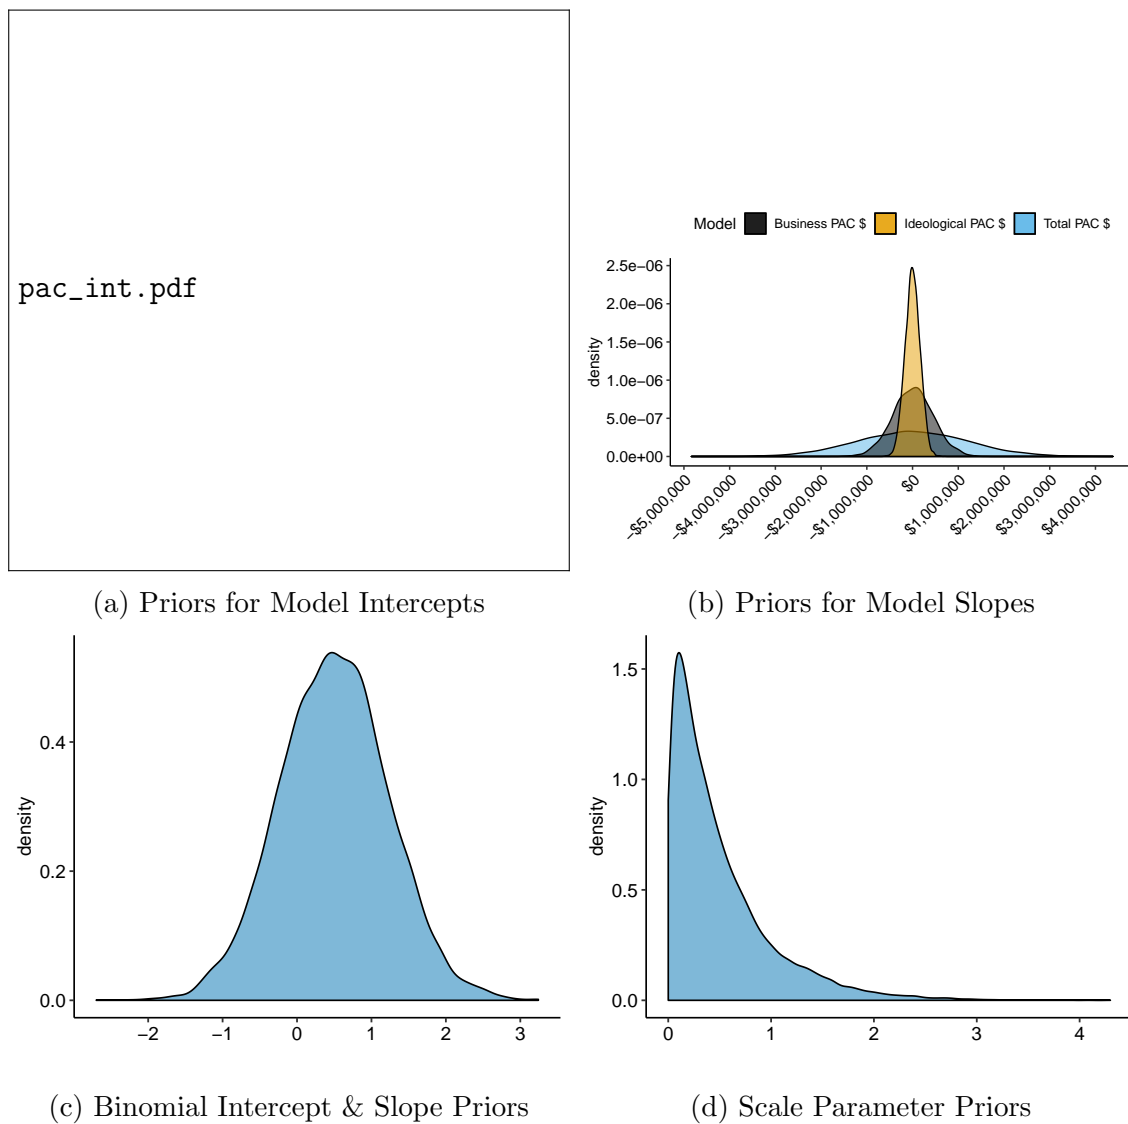 pac_int.pdf
(a) Priors for Model Intercepts
Model Business PAC $ Ideological PAC $ Total PAC $
2.5e−06
2.0e−06
1.5e−06
1.0e−06
5.0e−07
0.0e+00
density
−$5,000,000 −$4,000,000 −$3,000,000 −$2,000,000 −$1,000,000 $0 $1,000,000 $2,000,000 $3,000,000 $4,000,000
(b) Priors for Model Slopes
0.4
0.2
0.0
density
−2 −1 0 1 2 3
(c) Binomial Intercept & Slope Priors
1.5
1.0
0.5
0.0
density
0 1 2 3 4
(d) Scale Parameter Priors